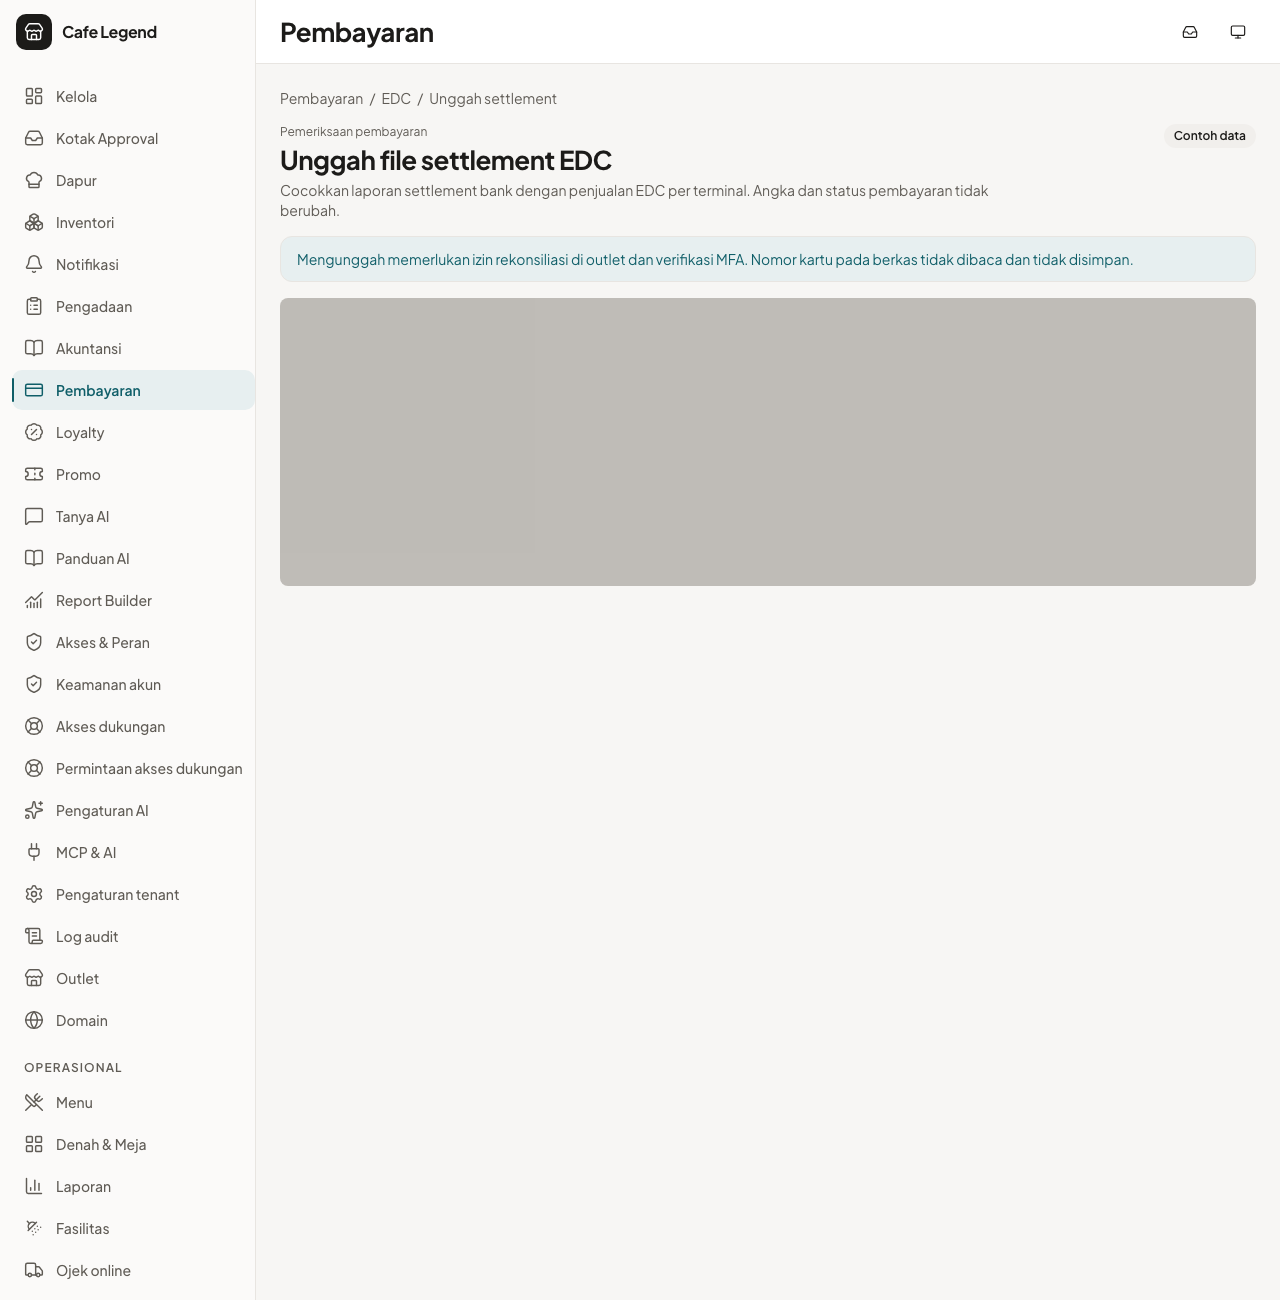 Cafe Legend
Kelola
Kotak Approval
Dapur
Inventori
Notifikasi
Pengadaan
Akuntansi
Pembayaran
Loyalty
Promo
Tanya AI
Panduan AI
Report Builder
Akses & Peran
Keamanan akun
Akses dukungan
Permintaan akses dukungan
Pengaturan AI
MCP & AI
Pengaturan tenant
Log audit
Outlet
Domain
OPERASIONAL
Menu
Denah & Meja
Laporan
Fasilitas
Ojek online
Pembayaran
Pembayaran / EDC / Unggah settlement
Pemeriksaan pembayaran
Contoh data
Unggah file settlement EDC
Cocokkan laporan settlement bank dengan penjualan EDC per terminal. Angka dan status pembayaran tidak
berubah.
Mengunggah memerlukan izin rekonsiliasi di outlet dan verifikasi MFA. Nomor kartu pada berkas tidak dibaca dan tidak disimpan.